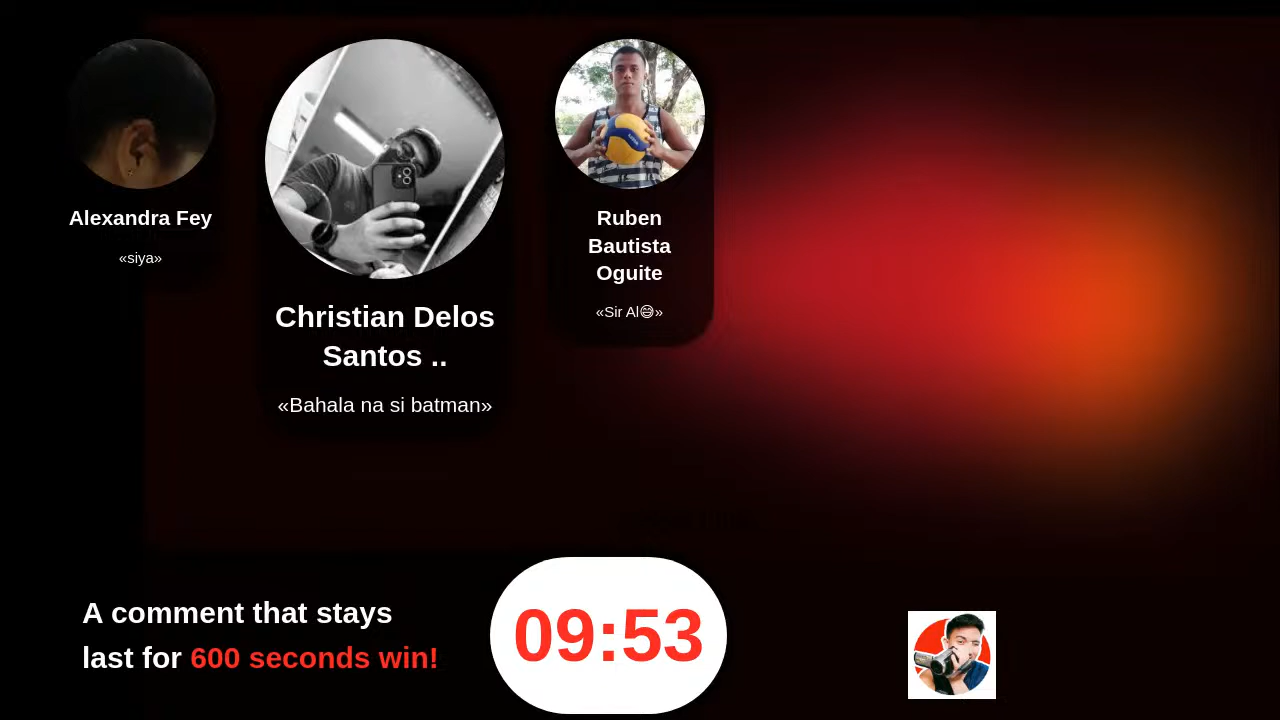 Alexandra Fey
«siya»
Christian Delos
Santos ..
«Bahala na si batman»
Ruben
Bautista
Oguite
«Sir Al😅»
A comment that stays
last for 600 seconds win!
09:53